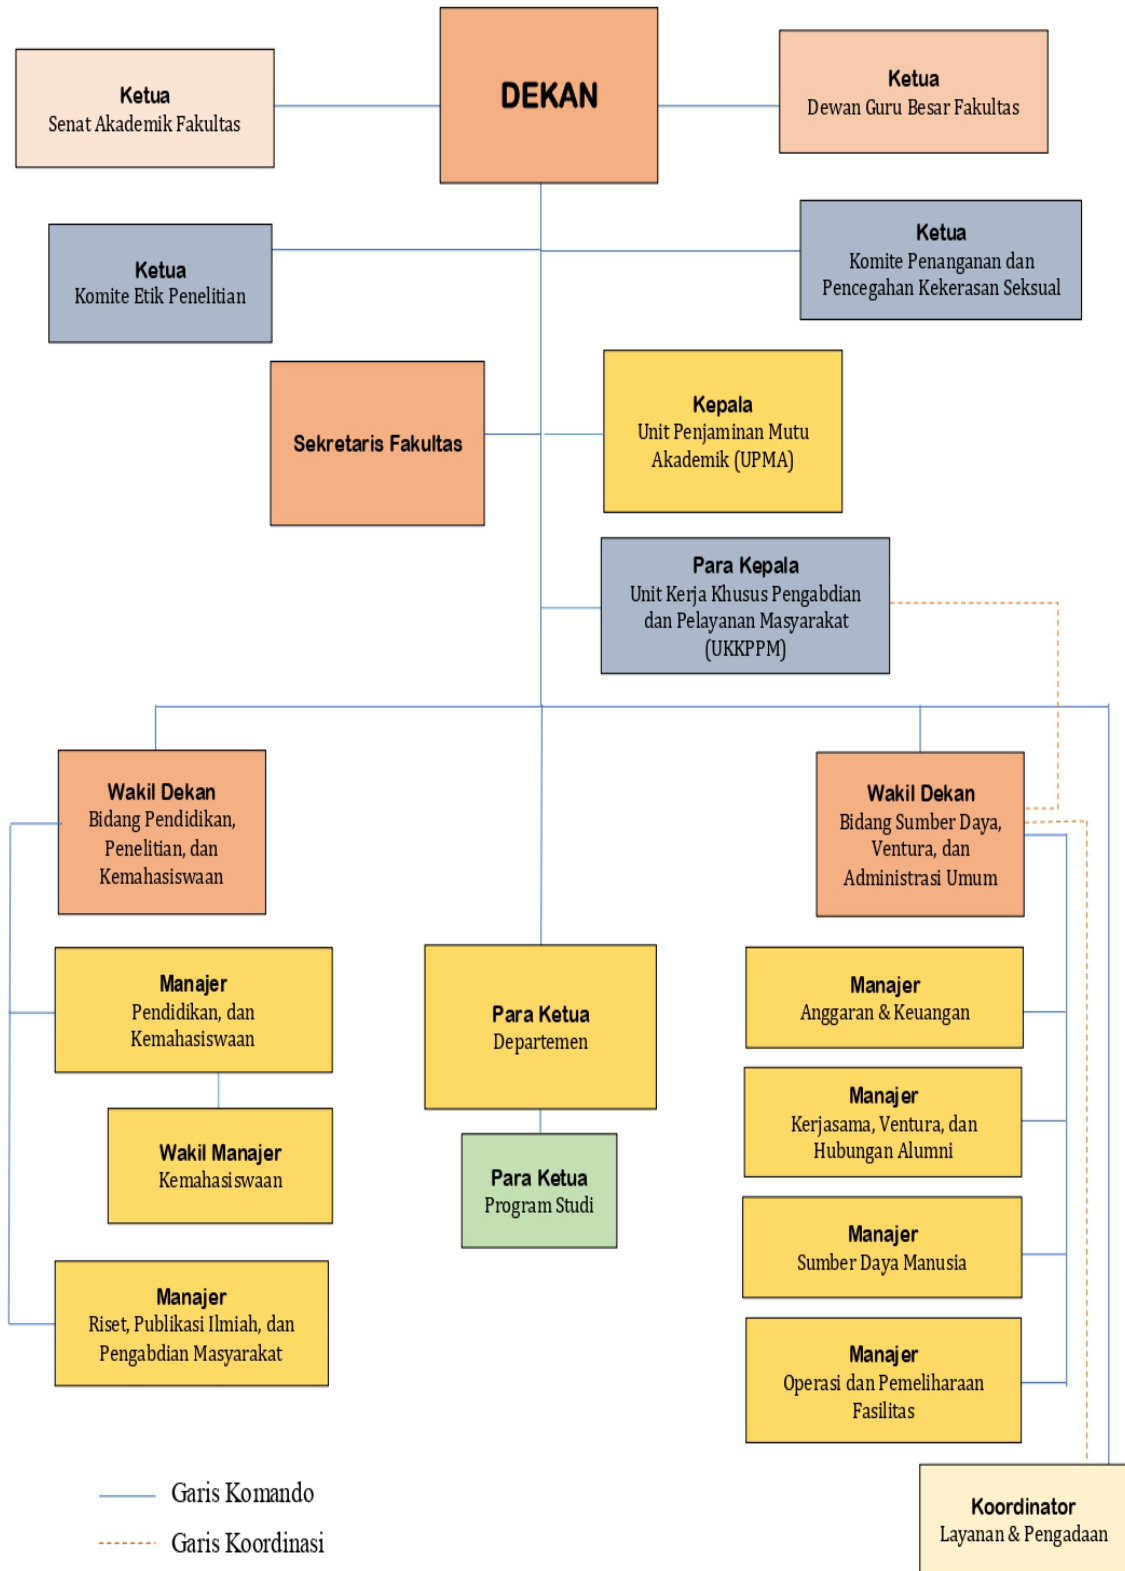 DEKAN
Ketua
Senat Akademik Fakultas
Ketua
Dewan Guru Besar Fakultas
Ketua
Komite Etik Penelitian
Ketua
Komite Penanganan dan
Pencegahan Kekerasan Seksual
Sekretaris Fakultas
Kepala
Unit Penjaminan Mutu
Akademik (UPMA)
Para Kepala
Unit Kerja Khusus Pengabdian
dan Pelayanan Masyarakat
(UKKPPM)
Wakil Dekan
Bidang Pendidikan,
Penelitian, dan
Kemahasiswaan
Wakil Dekan
Bidang Sumber Daya,
Ventura, dan
Administrasi Umum
Manajer
Pendidikan, dan
Kemahasiswaan
Wakil Manajer
Kemahasiswaan
Manajer
Riset, Publikasi Ilmiah, dan
Pengabdian Masyarakat
Para Ketua
Departemen
Para Ketua
Program Studi
Manajer
Anggaran & Keuangan
Manajer
Kerjasama, Ventura, dan
Hubungan Alumni
Manajer
Sumber Daya Manusia
Manajer
Operasi dan Pemeliharaan
Fasilitas
Koordinator
Layanan & Pengadaan
Garis Komando
Garis Koordinasi